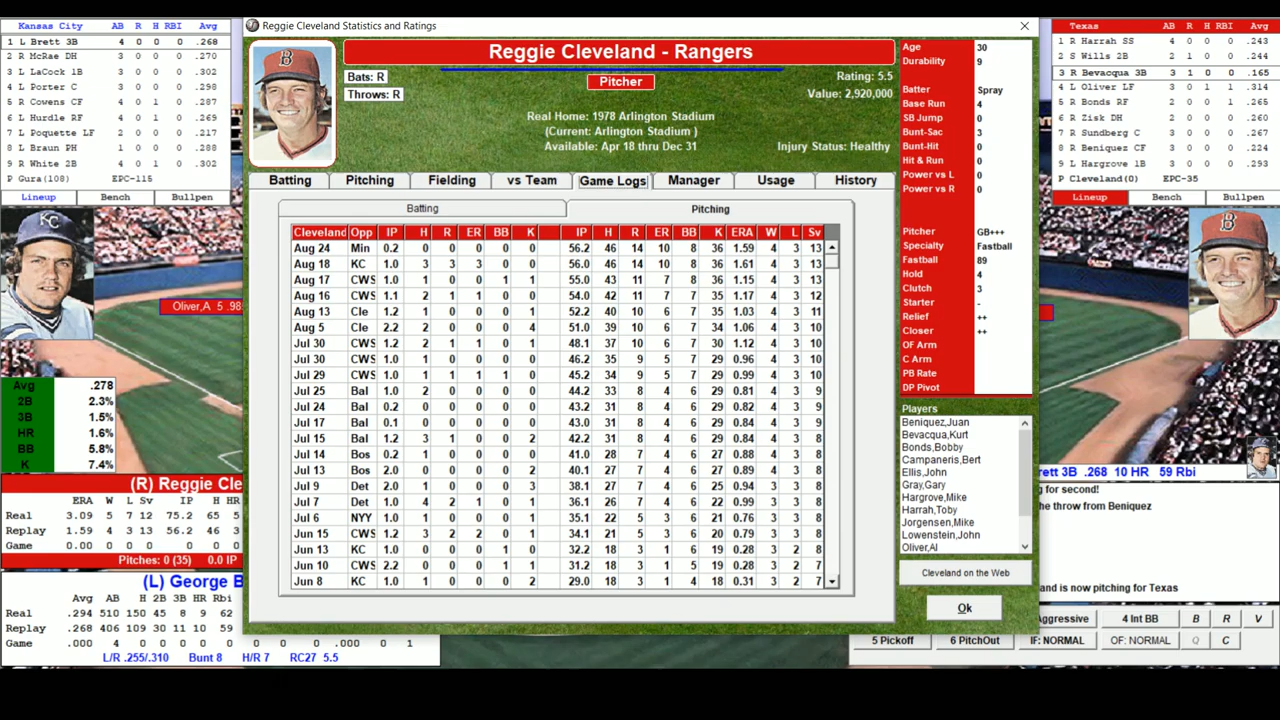 Reggie Cleveland Statistics and Ratings
Kansas City AB R H RBI Avg
1 L Brett 3B 4 0 0 0 .268
2 R McRae DH 3 0 0 0 .270
3 L LaCock 1B 3 0 0 0 .302
4 L Porter C 3 0 0 0 .298
5 R Cowens CF 4 0 1 0 .287
6 L Hurdle RF 4 0 1 0 .269
7 L Poquette LF 2 0 0 0 .217
8 L Braun PH 1 0 0 0 .288
9 R White 2B 4 0 1 0 .302
P Gura(108) EPC-115
Lineup Bench Bullpen
Oliver,A 5 .98
Avg .278
2B 2.3%
3B 1.5%
HR 1.6%
BB 5.8%
K 7.4%
(R) Reggie Cle
ERA W L Sv IP H HR
Real 3.09 5 7 12 75.2 65 5
Replay 1.59 4 3 13 56.2 46 3
Game 0.00 0 0 0 0.0 0 0
Pitches: 0 (35) 0.0 IP
(L) George B
Avg AB H 2B 3B HR Rbi
Real .294 510 150 45 8 9 62
Replay .268 406 109 30 11 10 59
Game .000 4 0 0 0 0 0 0 0 0 .000 0 1
L/R .255/.310 Bunt 8 H/R 7 RC27 5.5
Reggie Cleveland - Rangers
Bats: R
Throws: R
Pitcher
Rating: 5.5
Value: 2,920,000
Real Home: 1978 Arlington Stadium
(Current: Arlington Stadium )
Available: Apr 18 thru Dec 31
Injury Status: Healthy
Batting Pitching Fielding vs Team Game Logs Manager Usage History
Batting Pitching
Cleveland Opp IP H R ER BB K IP H R ER BB K ERA W L Sv
Aug 24 Min 0.2 0 0 0 0 0 56.2 46 14 10 8 36 1.59 4 3 13
Aug 18 KC 1.0 3 3 3 0 0 56.0 46 14 10 8 36 1.61 4 3 13
Aug 17 CWS 1.0 1 0 0 1 1 55.0 43 11 7 8 36 1.15 4 3 13
Aug 16 CWS 1.1 2 1 1 0 0 54.0 42 11 7 7 35 1.17 4 3 12
Aug 13 Cle 1.2 1 0 0 0 1 52.2 40 10 6 7 35 1.03 4 3 11
Aug 5 Cle 2.2 2 0 0 0 4 51.0 39 10 6 7 34 1.06 4 3 10
Jul 30 CWS 1.2 2 1 1 0 1 48.1 37 10 6 7 30 1.12 4 3 10
Jul 30 CWS 1.0 1 0 0 0 0 46.2 35 9 5 7 29 0.96 4 3 10
Jul 29 CWS 1.0 1 1 1 1 0 45.2 34 9 5 7 29 0.99 4 3 10
Jul 25 Bal 1.0 2 0 0 0 0 44.2 33 8 4 6 29 0.81 4 3 9
Jul 24 Bal 0.2 0 0 0 0 0 43.2 31 8 4 6 29 0.82 4 3 9
Jul 17 Bal 0.1 0 0 0 0 0 43.0 31 8 4 6 29 0.84 4 3 9
Jul 15 Bal 1.2 3 1 0 0 2 42.2 31 8 4 6 29 0.84 4 3 8
Jul 14 Bos 1.0 1 0 0 0 0 41.0 28 7 4 6 27 0.88 4 3 8
Jul 13 Bos 2.0 0 0 0 0 2 40.1 27 7 4 6 27 0.89 4 3 8
Jul 9 Det 2.0 1 0 0 0 3 38.1 27 7 4 6 25 0.94 4 3 8
Jul 7 Det 1.0 4 2 1 0 1 36.1 26 7 4 6 22 0.99 4 3 8
Jul 6 NYY 1.0 1 0 0 0 1 35.1 22 5 3 6 21 0.76 4 3 8
Jun 15 CWS 1.2 3 2 2 0 1 34.1 21 5 3 6 20 0.79 4 3 8
KC 1.0 0 0 0 1 0 32.2 18 3 1 6 19 0.28 4 2 8
CWS 2.2 0 0 0 1 1 31.2 18 3 1 5 19 0.28 4 2 7
Jun 8 KC 1.0 1 0 0 0 2 29.0 18 3 1 4 18 0.31 3 2 7
Age 30
Durability 9
Batter Spray
Base Run 4
SB Jump 0
Bunt-Sac 3
Bunt-Hit 0
Hit & Run 0
Power vs L 0
Power vs R 0
Pitcher GB+++
Specialty Fastball
Fastball 89
Hold 4
Clutch 3
Starter -
Relief ++
Closer ++
OF Arm
C Arm
PB Rate
DP Pivot
Players
Beniquez,Juan
Bevacqua,Kurt
Bonds,Bobby
Campaneris,Bert
Ellis,John
Gray,Gary
Hargrove,Mike
Harrah,Toby
Jorgensen,Mike
Lowenstein,John
Oliver,Al
Cleveland on the Web
Ok
Texas AB R H RBI Avg
1 R Harrah SS 4 0 0 0 .243
2 S Wills 2B 2 1 0 0 .244
3 R Bevacqua 3B 3 1 0 0 .165
4 L Oliver LF 3 0 1 1 .314
5 R Bonds RF 2 0 1 0 .265
6 R Zisk DH 2 0 0 0 .260
7 R Sundberg C 3 0 0 0 .267
8 R Beniquez CF 3 0 0 0 .224
9 L Hargrove 1B 3 0 0 0 .293
P Cleveland(0) EPC-35
Lineup Bench Bullpen
rett 3B .268 10 HR 59 Rbi
g for second!
he throw from Beniquez
and is now pitching for Texas
Aggressive 4 Int BB B R V
5 Pickoff 6 PitchOut IF: NORMAL OF: NORMAL Q C